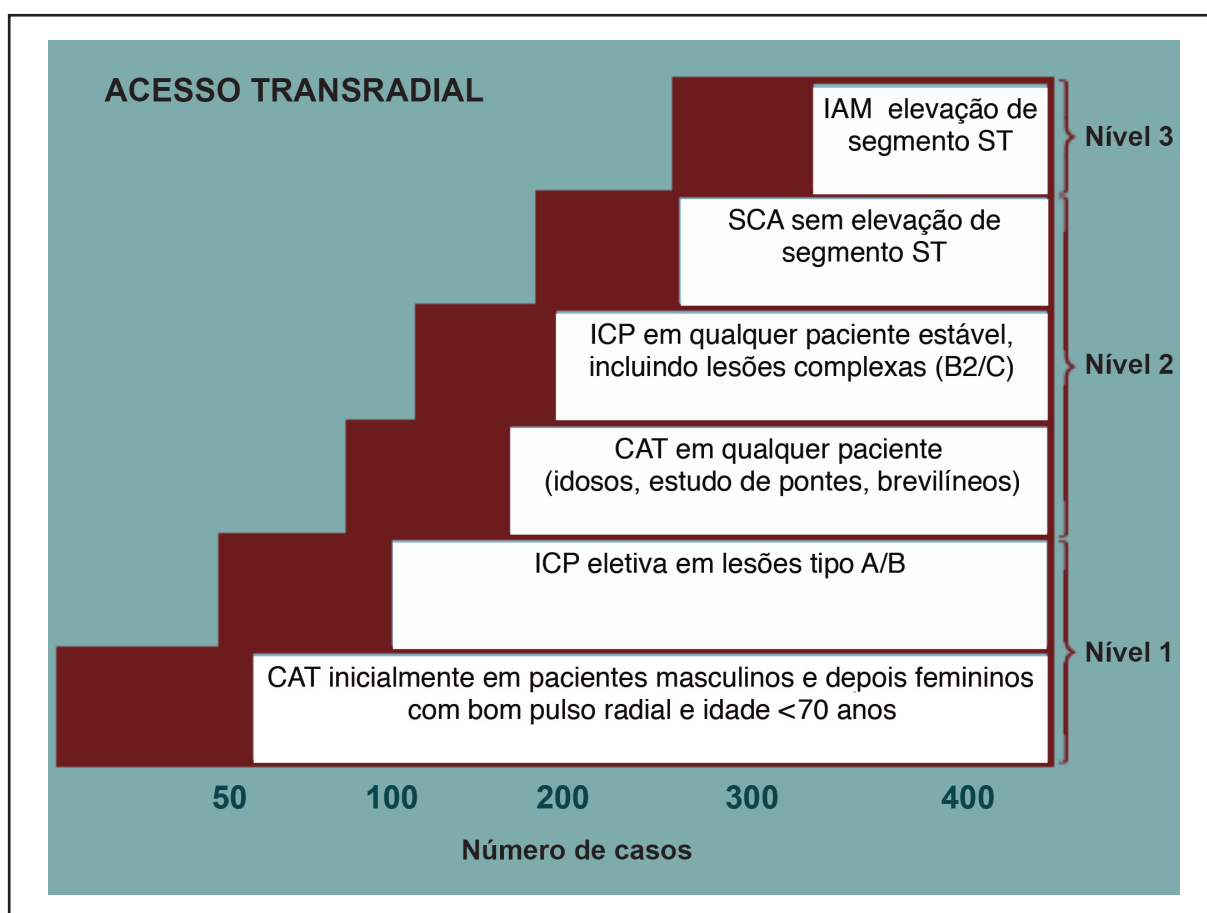 ACESSO TRANSRADIAL
IAM elevação de
segmento ST
Nível 3
SCA sem elevação de
segmento ST
ICP em qualquer paciente estável,
incluindo lesões complexas (B2/C)
Nível 2
CAT em qualquer paciente
(idosos, estudo de pontes, brevilíneos)
ICP eletiva em lesões tipo A/B
Nível 1
CAT inicialmente em pacientes masculinos e depois femininos
com bom pulso radial e idade <70 anos
50 100 200 300 400
Número de casos